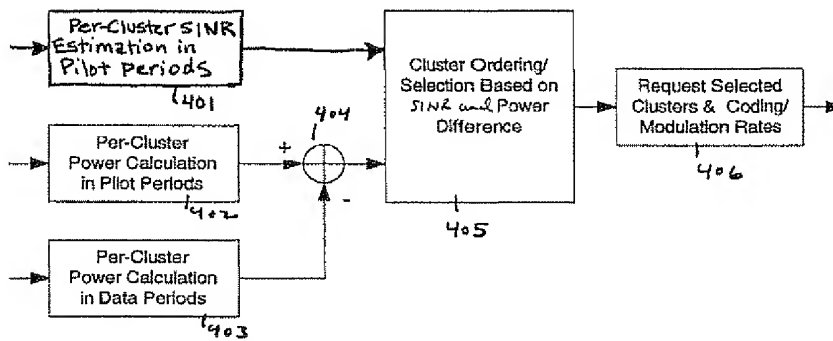 Per-Cluster SINR
Estimation in
Pilot Periods
401
Per-Cluster
Power Calculation
in Pilot Periods
402
Per-Cluster
Power Calculation
in Data Periods
403
404
+
-
Cluster Ordering/
Selection Based on
SINR and Power
Difference
405
Request Selected
Clusters & Coding/
Modulation Rates
406